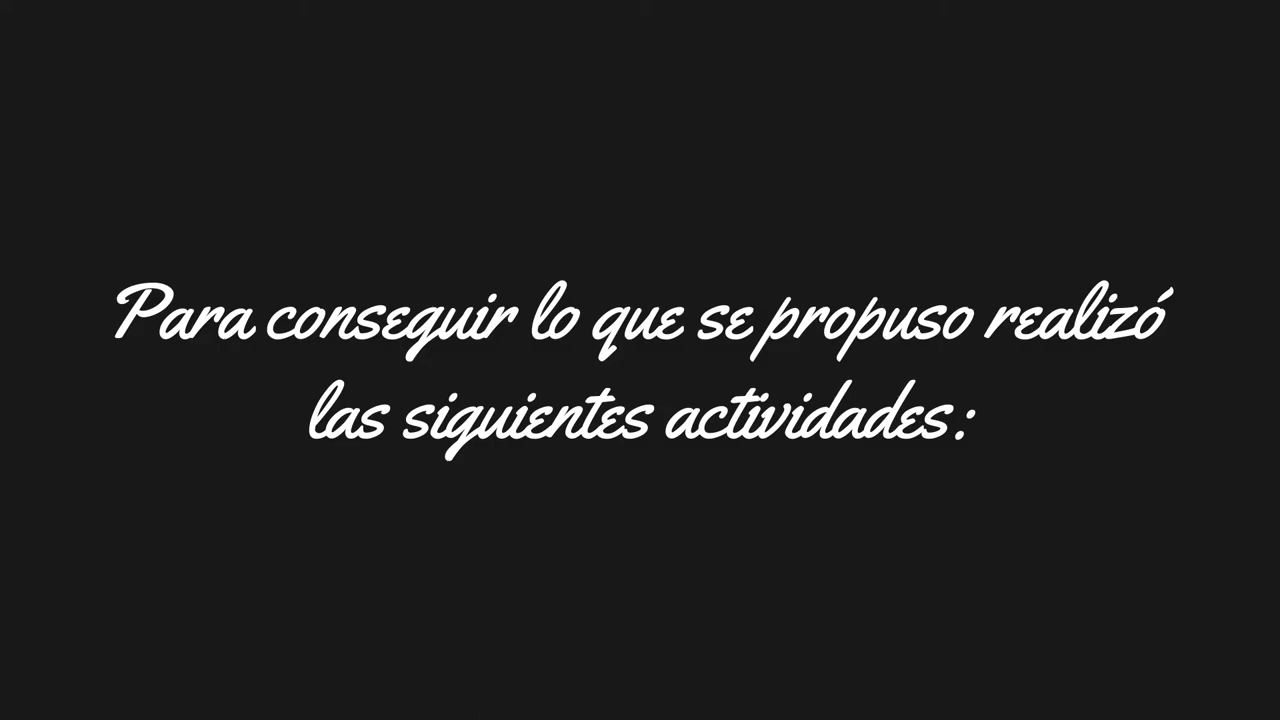 Para conseguir lo que se propuso realizó
las siguientes actividades: